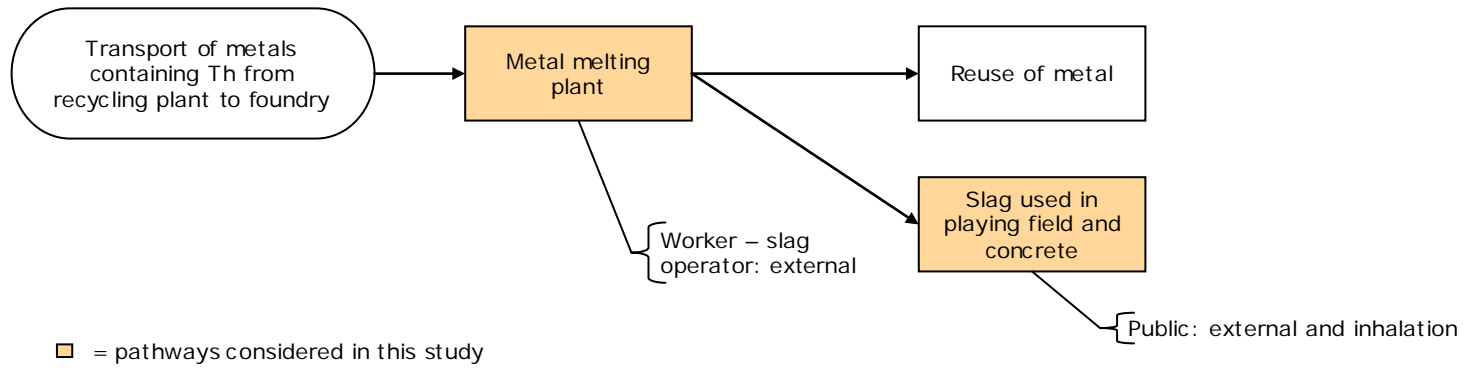 Transport of metals
containing Th from
recycling plant to foundry
Metal melting
plant
Reuse of metal
Slag used in
playing field and
concrete
Worker – slag
operator: external
Public: external and inhalation
= pathways considered in this study